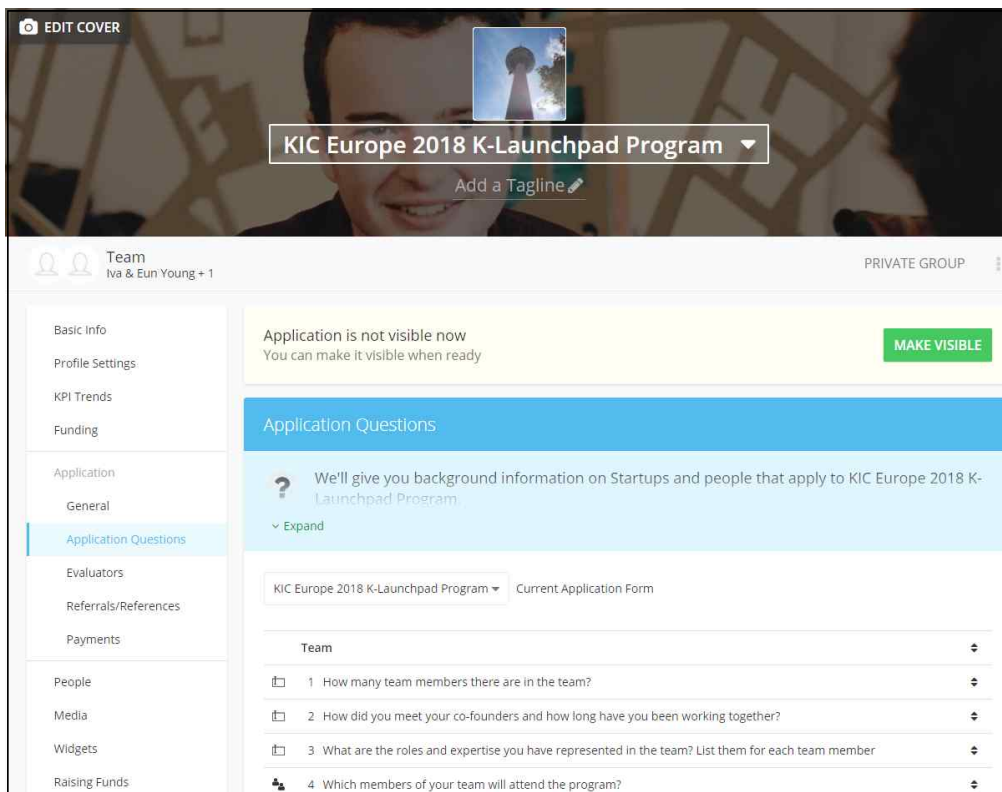 EDIT COVER
KIC Europe 2018 K-Launchpad Program
Add a Tagline
Team
Iva & Eun Young + 1
PRIVATE GROUP
Basic Info
Profile Settings
KPI Trends
Funding
Application
General
Application Questions
Evaluators
Referrals/References
Payments
People
Media
Widgets
Raising Funds
Application is not visible now
You can make it visible when ready
MAKE VISIBLE
Application Questions
? We'll give you background information on Startups and people that apply to KIC Europe 2018 K-
Launchpad Program.
Expand
KIC Europe 2018 K-Launchpad Program Current Application Form
Team
1 How many team members there are in the team?
2 How did you meet your co-founders and how long have you been working together?
3 What are the roles and expertise you have represented in the team? List them for each team member
4 Which members of your team will attend the program?